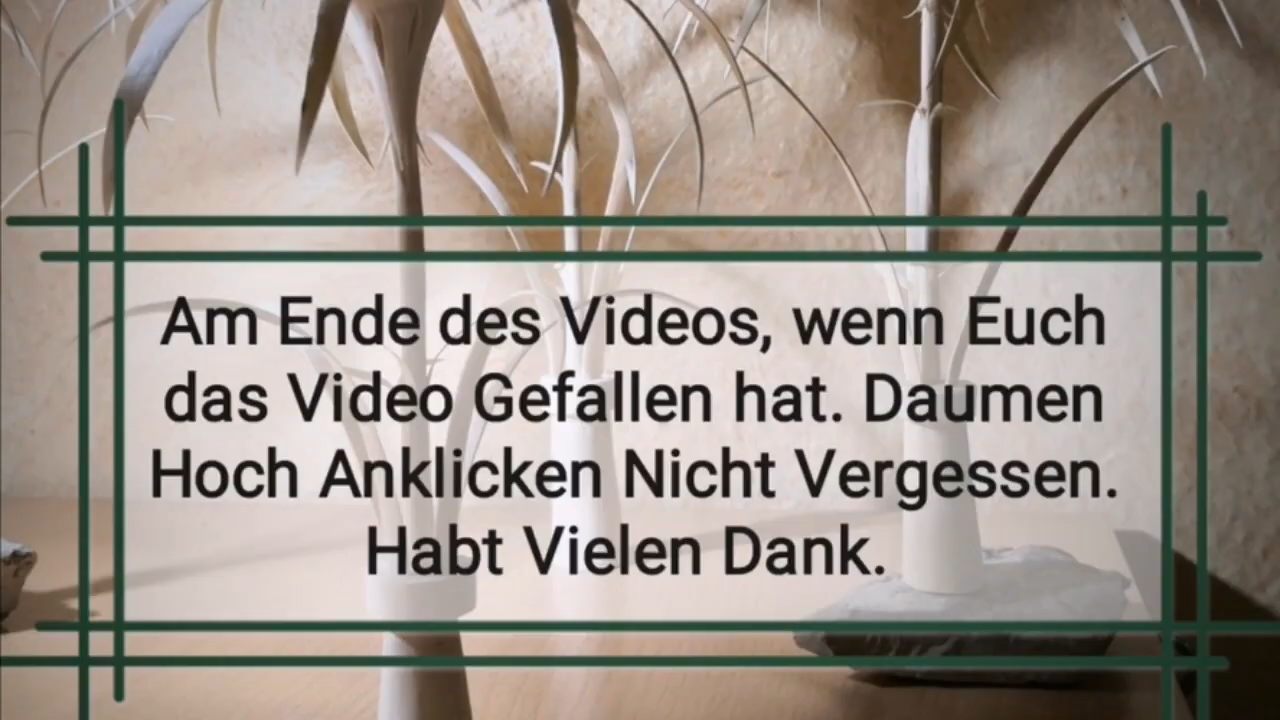 Am Ende des Videos, wenn Euch
das Video Gefallen hat. Daumen
Hoch Anklicken Nicht Vergessen.
Habt Vielen Dank.